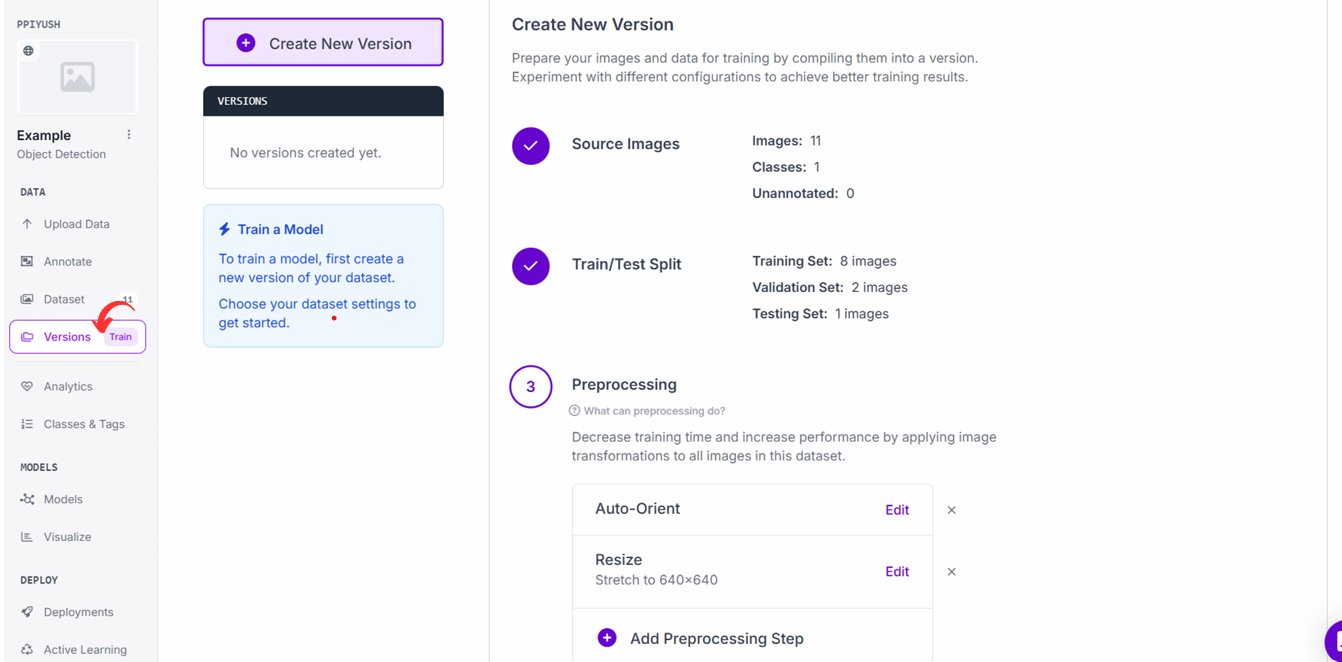 PPIYUSH
Example
Object Detection
DATA
Upload Data
Annotate
Dataset 11
Versions Train
Analytics
Classes & Tags
MODELS
Models
Visualize
DEPLOY
Deployments
Active Learning
Create New Version
VERSIONS
No versions created yet.
Train a Model
To train a model, first create a
new version of your dataset.
Choose your dataset settings to
get started.
Create New Version
Prepare your images and data for training by compiling them into a version.
Experiment with different configurations to achieve better training results.
Source Images
Images: 11
Classes: 1
Unannotated: 0
Train/Test Split
Training Set: 8 images
Validation Set: 2 images
Testing Set: 1 images
3
Preprocessing
What can preprocessing do?
Decrease training time and increase performance by applying image
transformations to all images in this dataset.
Auto-Orient Edit ×
Resize
Stretch to 640×640
Edit ×
Add Preprocessing Step